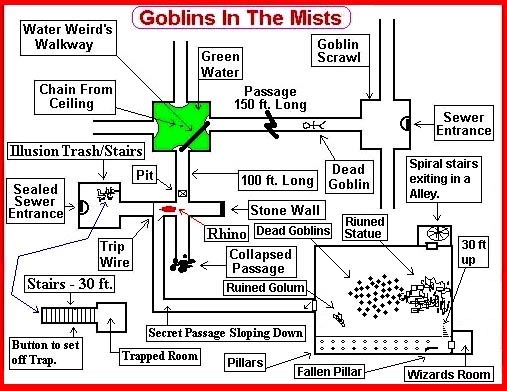 Goblins In The Mists
Water Weird's
Walkway
Green
Water
Goblin
Scrawl
Chain From
Ceiling
Passage
150 ft. Long
Sewer
Entrance
Illusion Trash/Stairs
Pit
100 ft. Long
Dead
Goblin
Spiral stairs
exiting in a
Alley.
Sealed
Sewer
Entrance
Stone Wall
Rhino
Dead Goblins
Riuned
Statue
30 ft
up
Trip
Wire
Collapsed
Passage
Ruined Golum
Stairs - 30 ft.
Secret Passage Sloping Down
Button to set
off Trap.
Trapped Room
Pillars
Fallen Pillar
Wizards Room